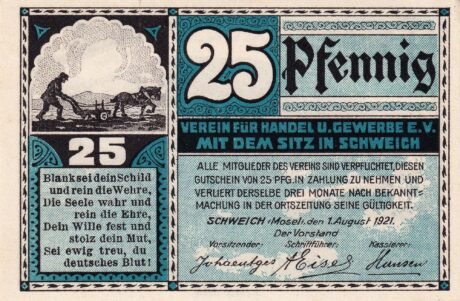 25
Pfennig
VEREIN FÜR HANDEL U. GEWERBE E.V.
MIT DEM SITZ IN SCHWEICH
ALLE MITGLIEDER DES VEREINS SIND VERPFLICHTET, DIESEN
GUTSCHEIN VON 25 PFG. IN ZAHLUNG ZU NEHMEN UND
VERLIERT DERSELBE DREI MONATE NACH BEKANNT-
MACHUNG IN DER ORTSZEITUNG SEINE GÜLTIGKEIT.
SCHWEICH (Mosel), den 1. August 1921.
Der Vorstand
Vorsitzender: Schriftführer: Kassierer:
Hansen
25
Blank sei dein Schild
und rein die Wehre,
Die Seele wahr und
rein die Ehre,
Dein Wille fest und
stolz dein Mut,
Sei ewig treu, du
deutsches Blut!